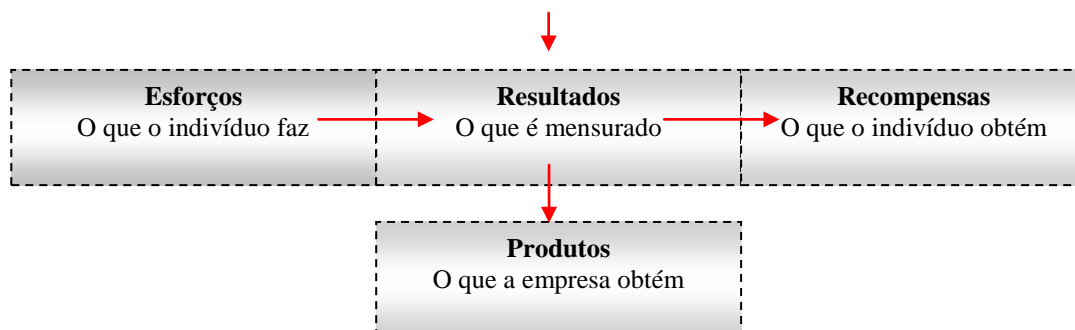 Esforços
O que o indivíduo faz
Resultados
O que é mensurado
Recompensas
O que o indivíduo obtém
Produtos
O que a empresa obtém